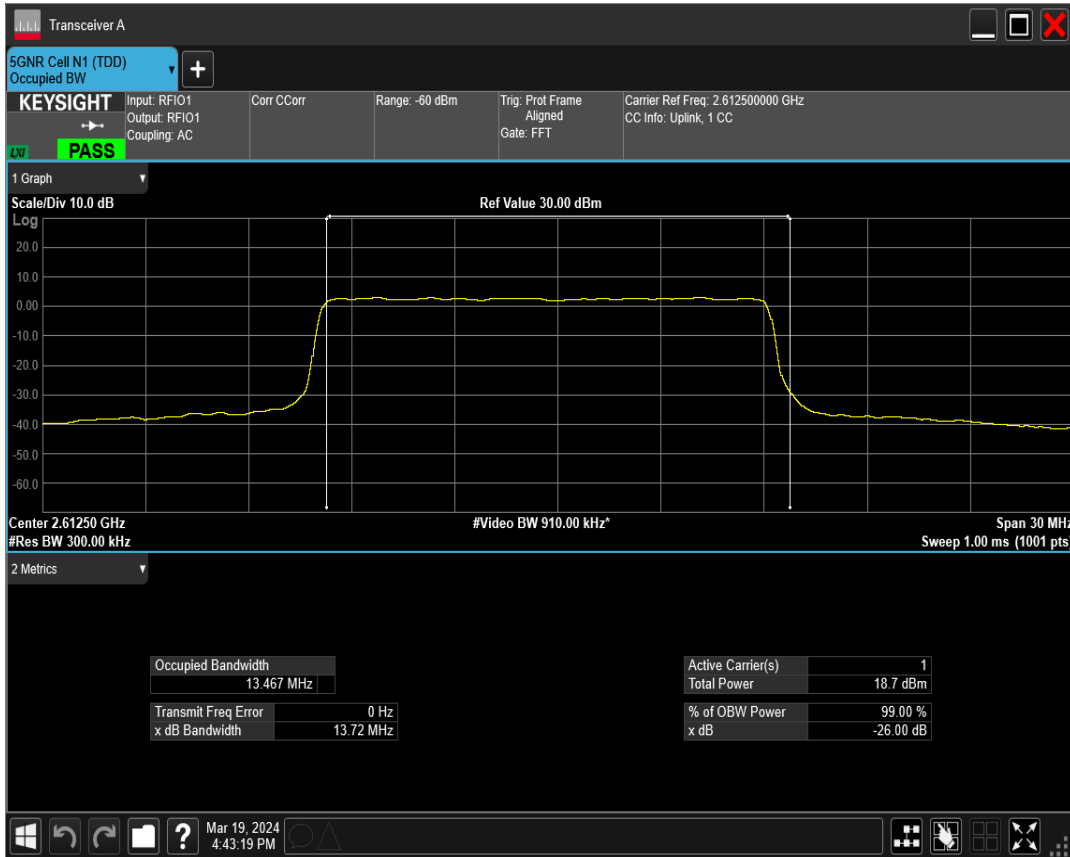 Transceiver A
5GNR Cell N1 (TDD)
Occupied BW
+
KEYSIGHT
LXI
PASS
Input: RFIO1
Output: RFIO1
Coupling: AC
Corr CCorr
Range: -60 dBm
Trig: Prot Frame
Aligned
Gate: FFT
Carrier Ref Freq: 2.612500000 GHz
CC Info: Uplink, 1 CC
1 Graph
Scale/Div 10.0 dB
Ref Value 30.00 dBm
Log
20.0
10.0
0.00
-10.0
-20.0
-30.0
-40.0
-50.0
-60.0
Center 2.61250 GHz
#Video BW 910.00 kHz*
Span 30 MHz
#Res BW 300.00 kHz
Sweep 1.00 ms (1001 pts)
2 Metrics
Occupied Bandwidth
13.467 MHz
Transmit Freq Error 0 Hz
x dB Bandwidth 13.72 MHz
Active Carrier(s) 1
Total Power 18.7 dBm
% of OBW Power 99.00 %
x dB -26.00 dB
?
Mar 19, 2024
4:43:19 PM